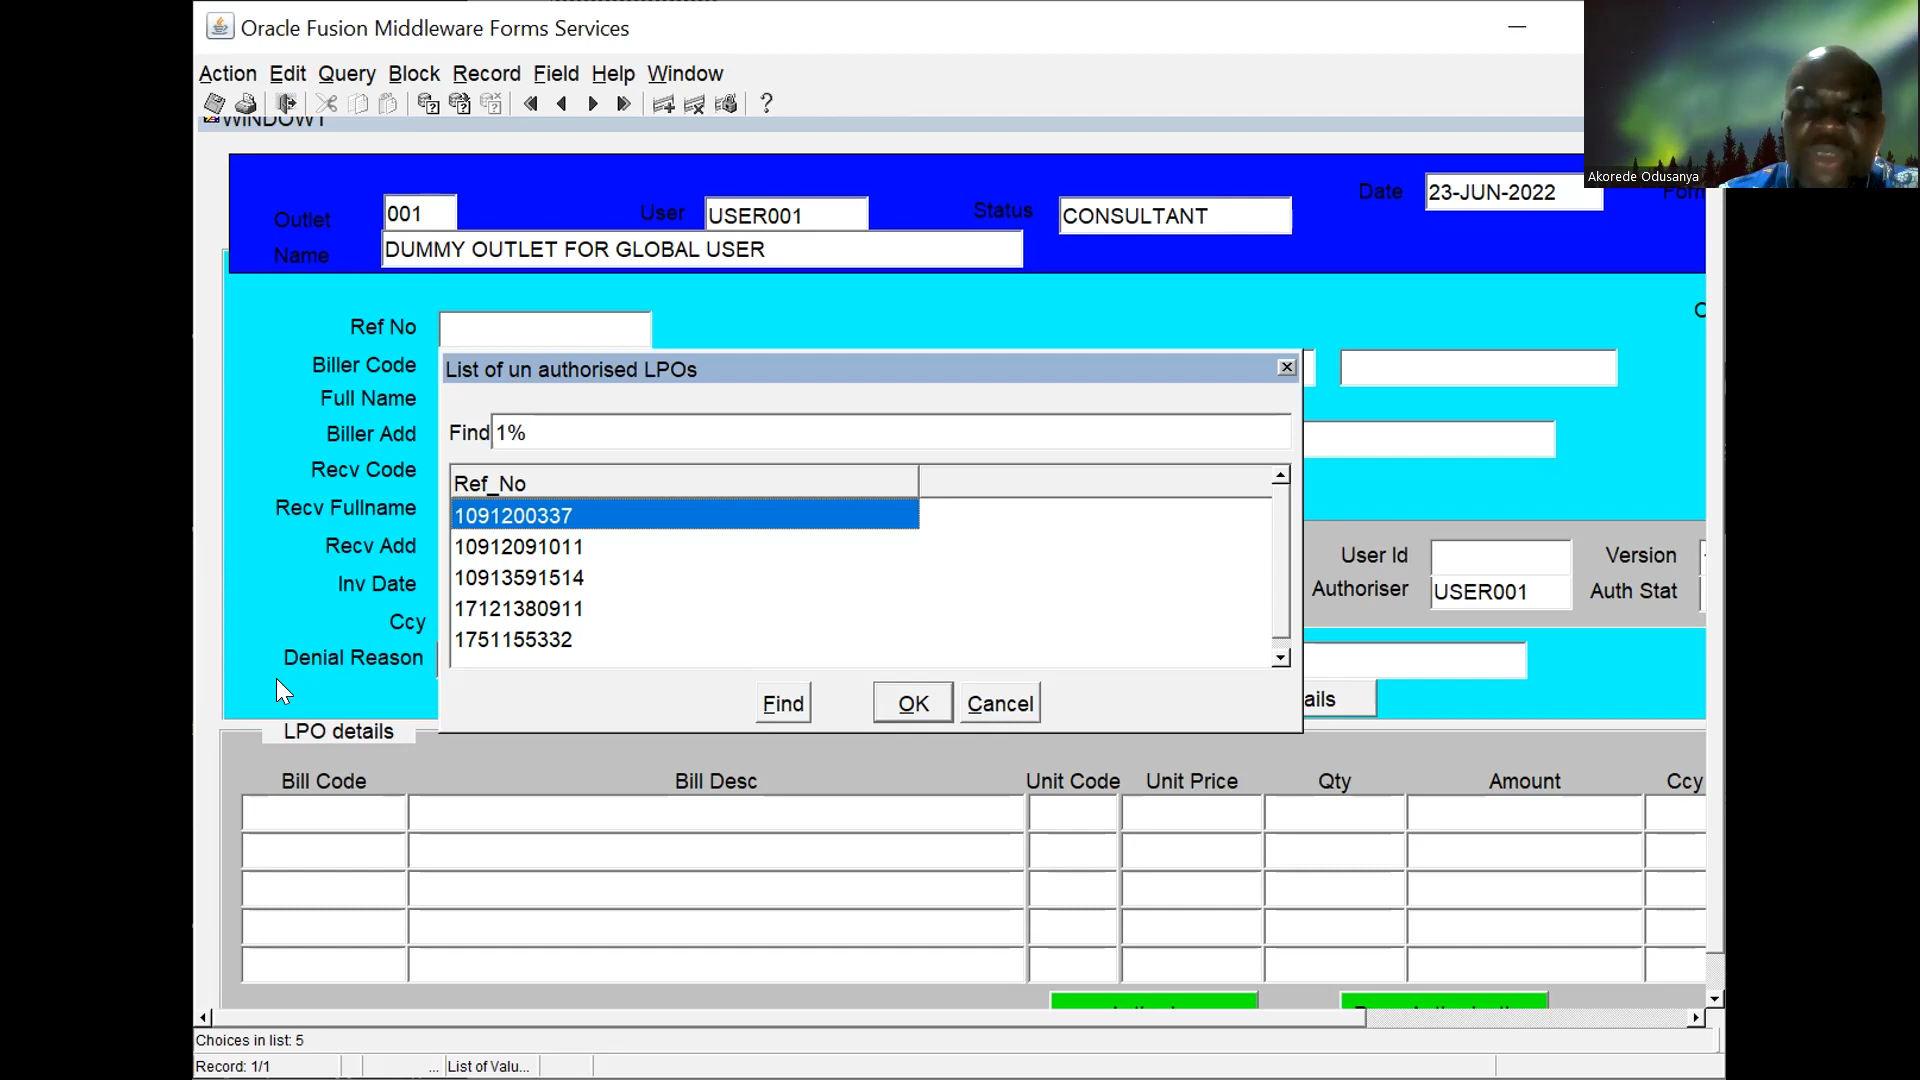 Oracle Fusion Middleware Forms Services
Action Edit Query Block Record Field Help Window
WINDOW1
Akorede Odusanya
Outlet 001 User USER001 Status CONSULTANT Date 23-JUN-2022
Name DUMMY OUTLET FOR GLOBAL USER
Ref No
Biller Code
Full Name
Biller Add
Recv Code
Recv Fullname
Recv Add
Inv Date
Ccy
Denial Reason
List of un authorised LPOs
Find 1%
Ref_No
1091200337
10912091011
10913591514
17121380911
1751155332
Find OK Cancel
User Id Version
Authoriser USER001 Auth Stat
ails
LPO details
Bill Code Bill Desc Unit Code Unit Price Qty Amount Ccy
Choices in list: 5
Record: 1/1 ... List of Valu...